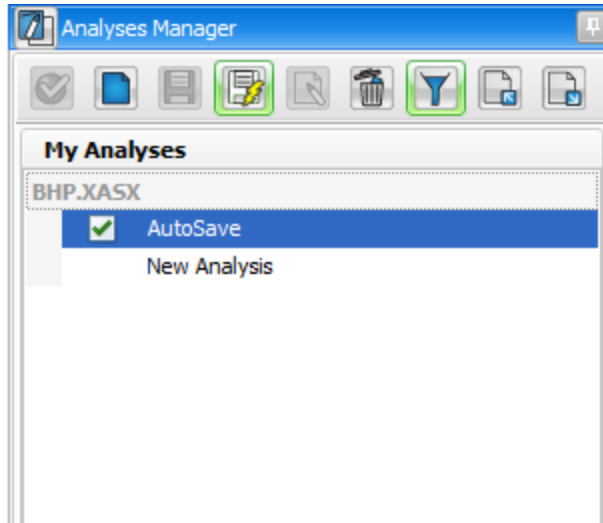 Analyses Manager
My Analyses
BHP.XASX
AutoSave
New Analysis